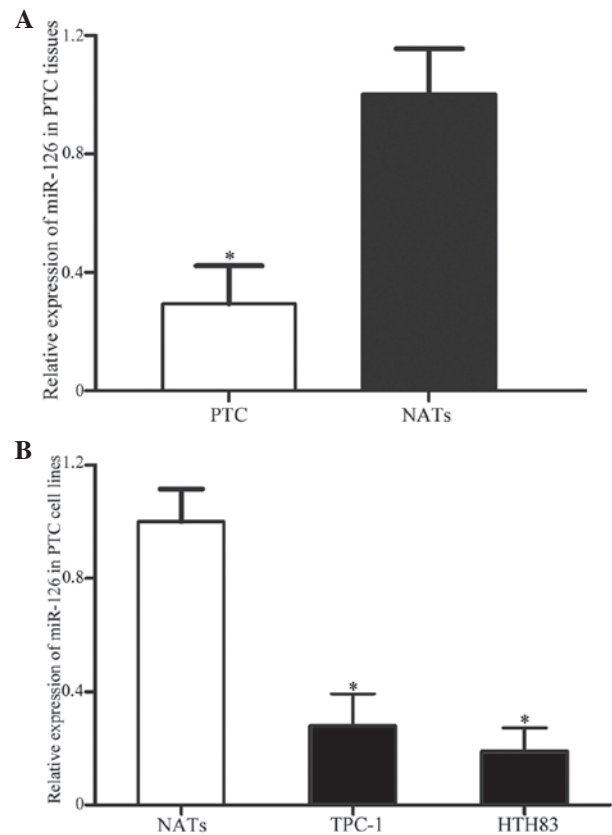 A
Relative expression of miR-126 in PTC tissues
1.2
0.8
0.4
0
*
PTC
NATs
B
Relative expression of miR-126 in PTC cell lines
1.2
0.8
0.4
0
*
*
NATs
TPC-1
HTH83